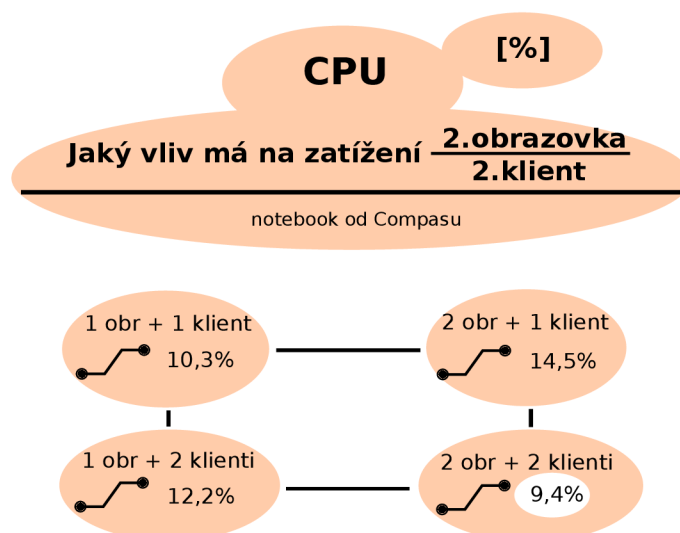 CPU
[%]
Jaký vliv má na zatížení 2.obrazovka
2.klient
notebook od Compasu
1 obr + 1 klient
10,3%
2 obr + 1 klient
14,5%
1 obr + 2 klienti
12,2%
2 obr + 2 klienti
9,4%